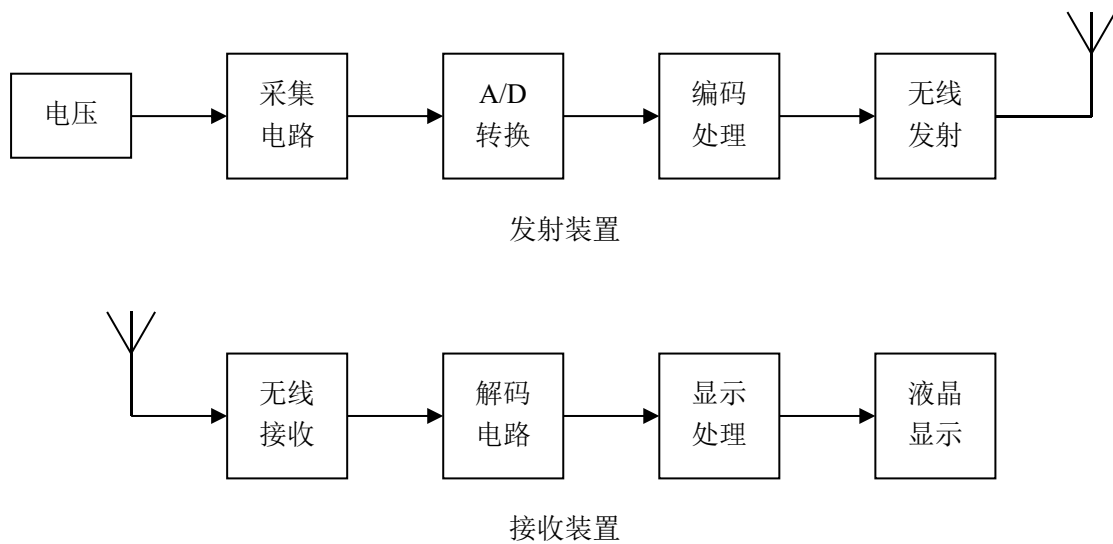 电压
采集
电路
A/D
转换
编码
处理
无线
发射
发射装置
无线
接收
解码
电路
显示
处理
液晶
显示
接收装置